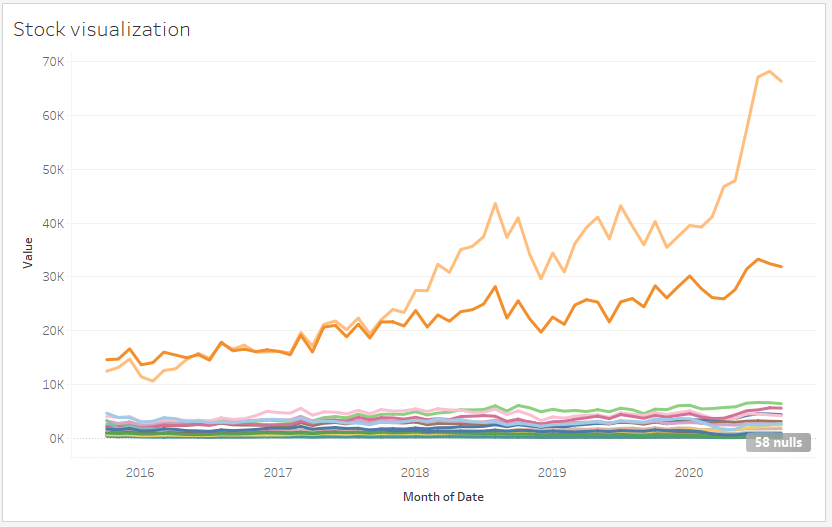 Stock visualization
70K
60K
50K
40K
30K
20K
10K
0K
Value
58 nulls
2016 2017 2018 2019 2020
Month of Date